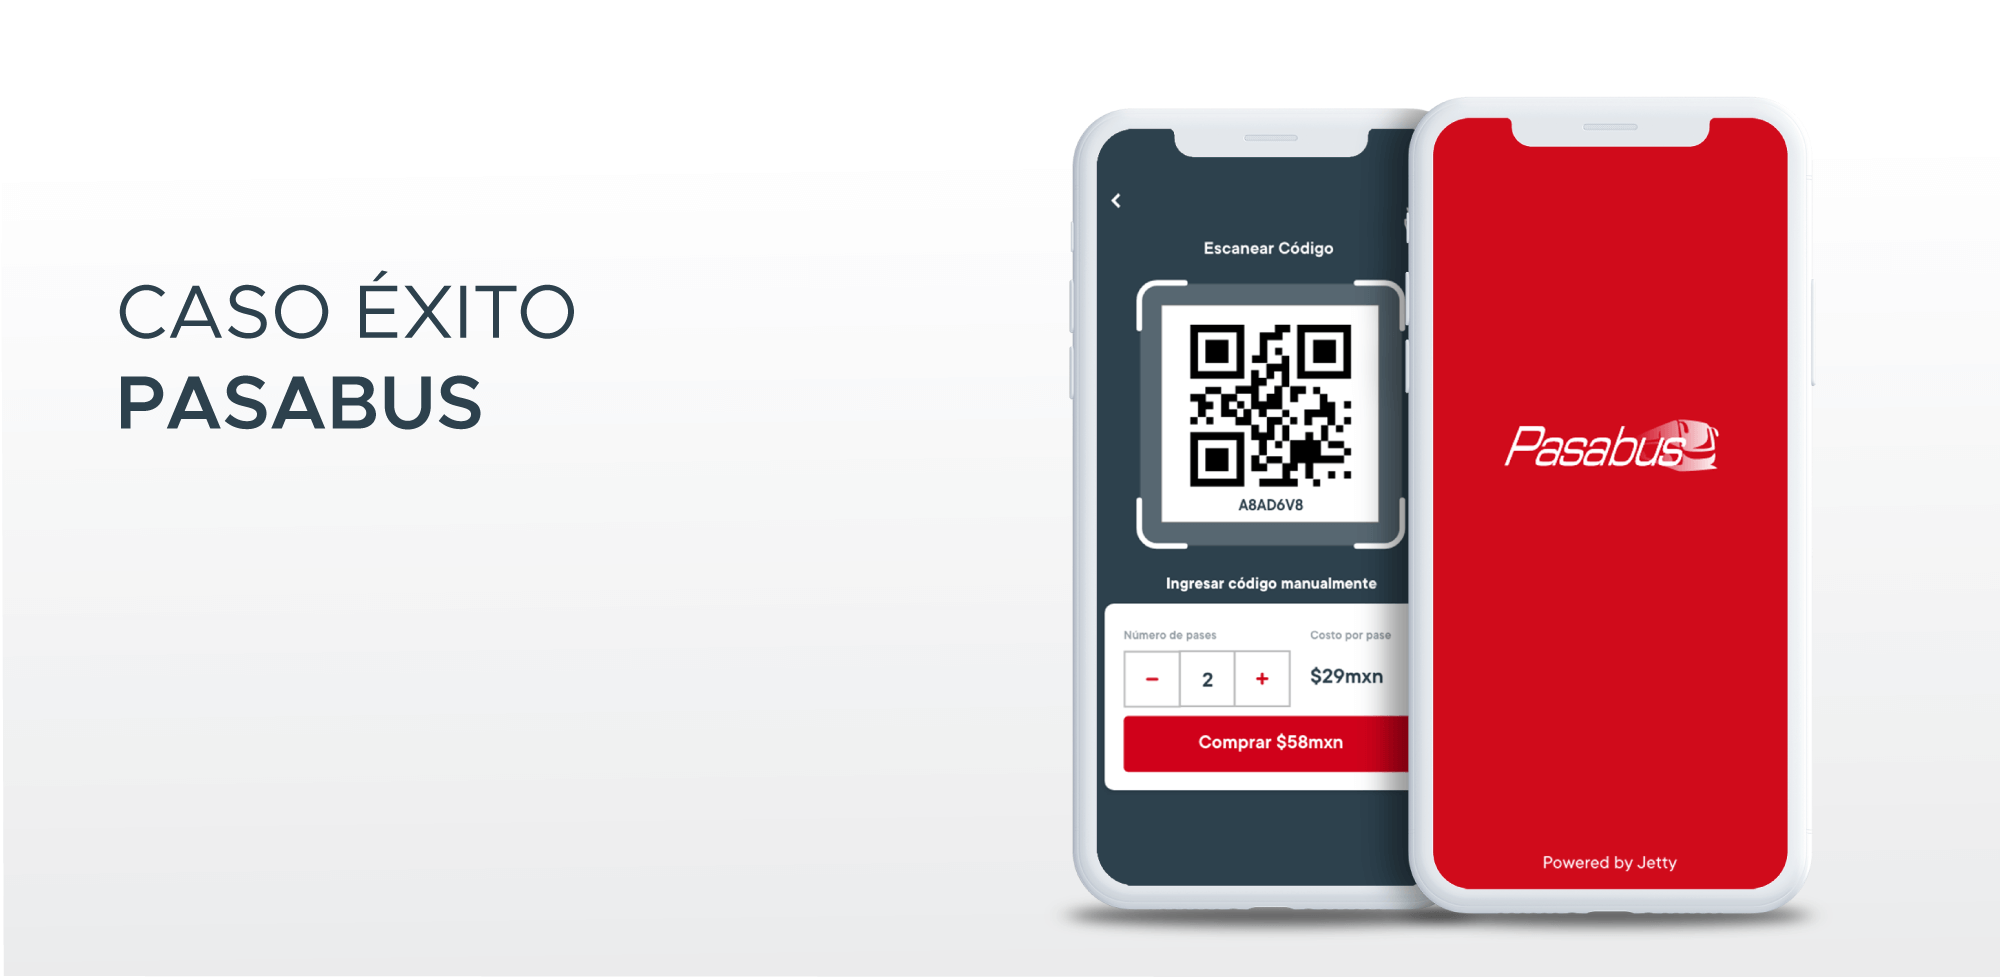 CASO ÉXITO
PASABUS
Escanear Código
A8AD6V8
Ingresar código manualmente
Número de pases
Costo por pase
− 2 +
$29mxn
Comprar $58mxn
Pasabus
Powered by Jetty